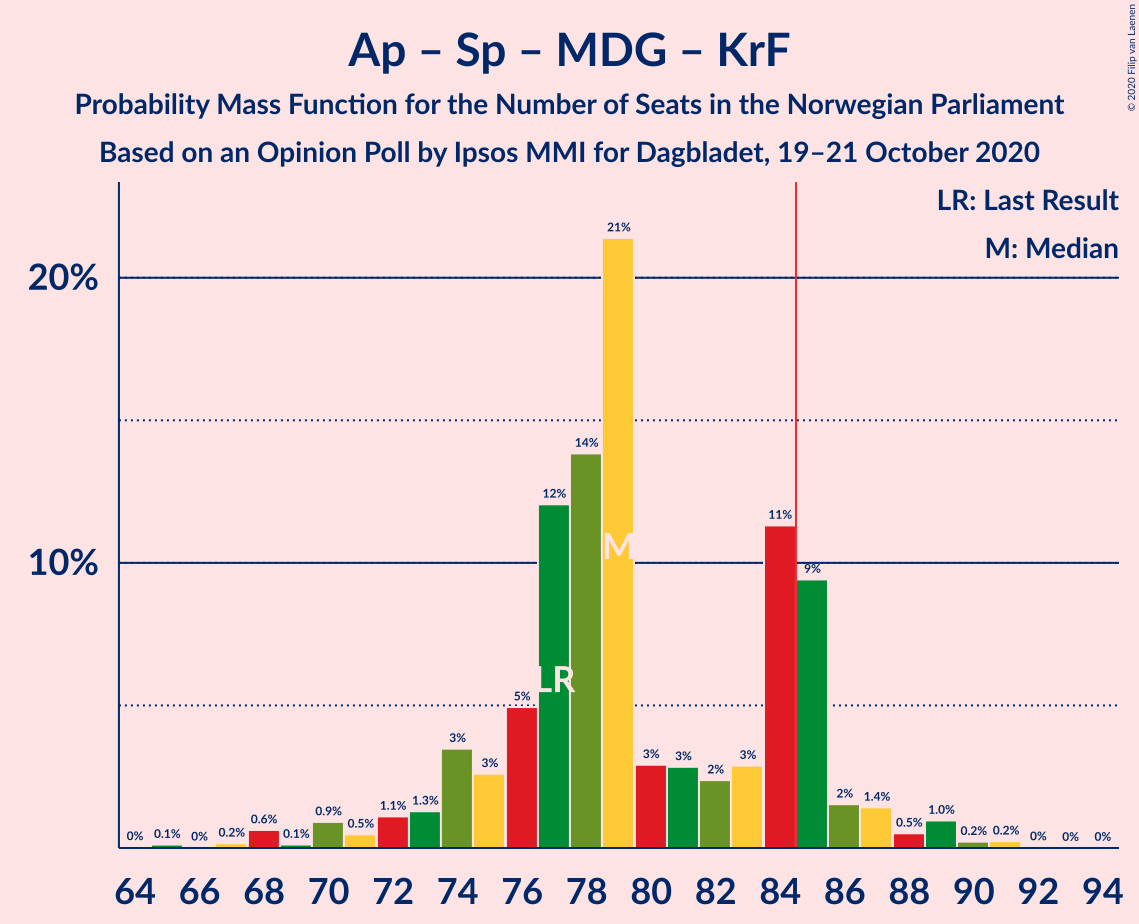 Ap – Sp – MDG – KrF
Probability Mass Function for the Number of Seats in the Norwegian Parliament
Based on an Opinion Poll by Ipsos MMI for Dagbladet, 19–21 October 2020
© 2020 Filip van Laenen
LR: Last Result
M: Median
20%
10%
0% 0.1% 0% 0.2% 0.6% 0.1% 0.9% 0.5% 1.1% 1.3% 3% 3% 5% 12% 14% 21% 3% 3% 2% 3% 11% 9% 2% 1.4% 0.5% 1.0% 0.2% 0.2% 0% 0% 0%
M
LR
64 66 68 70 72 74 76 78 80 82 84 86 88 90 92 94